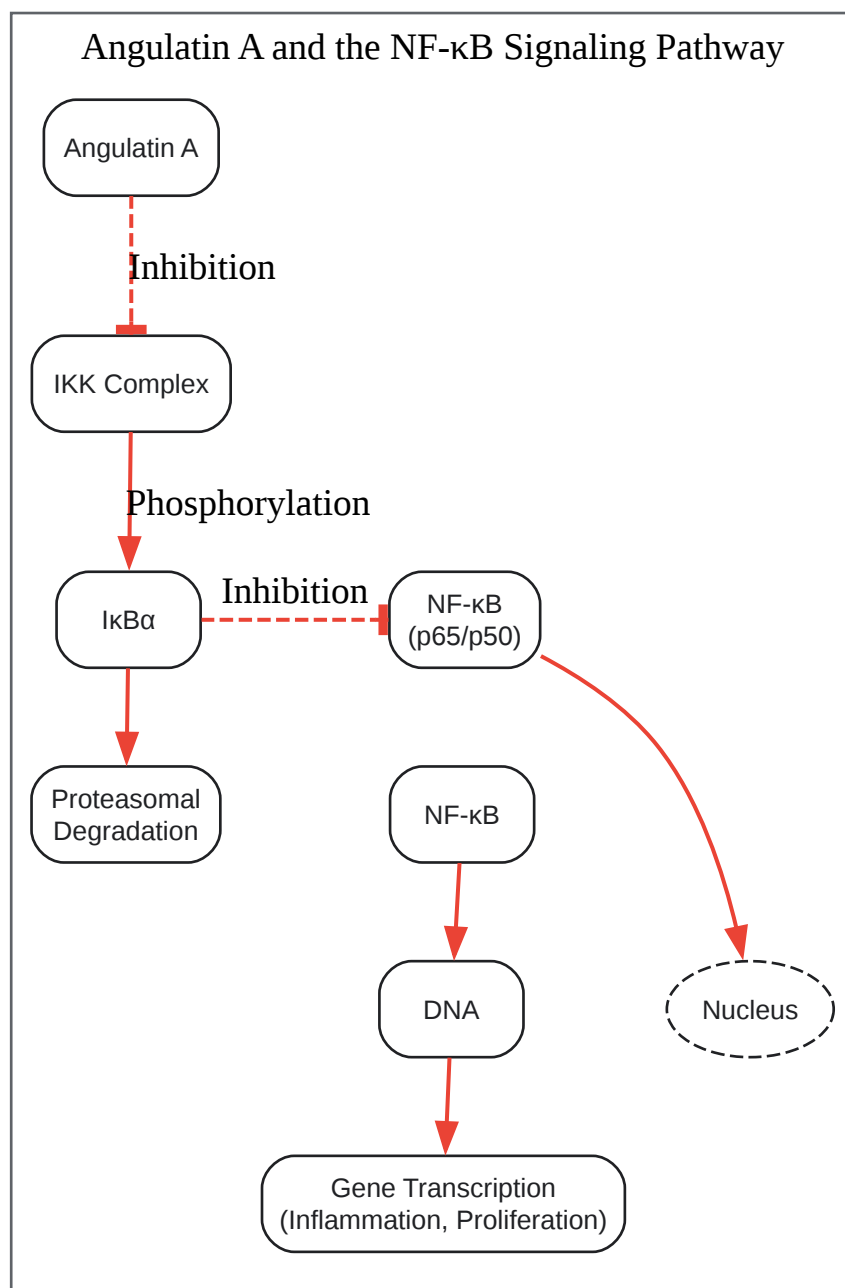 Angulatin A and the NF-κB Signaling Pathway
Angulatin A
Inhibition
IKK Complex
Phosphorylation
IκBα
Inhibition
NF-κB
(p65/p50)
Proteasomal
Degradation
NF-κB
DNA
Nucleus
Gene Transcription
(Inflammation, Proliferation)